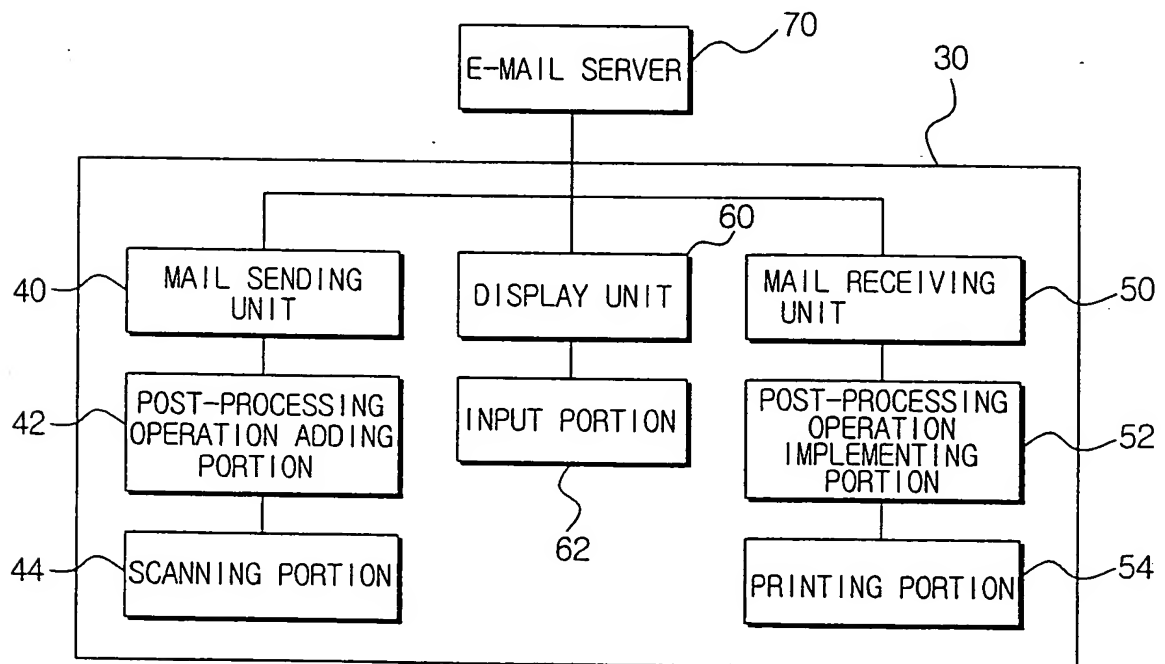 70
E-MAIL SERVER
30
60
40
MAIL SENDING
UNIT
DISPLAY UNIT
MAIL RECEIVING
UNIT
50
42
POST-PROCESSING
OPERATION ADDING
PORTION
INPUT PORTION
POST-PROCESSING
OPERATION
IMPLEMENTING
PORTION
52
62
44
SCANNING PORTION
PRINTING PORTION
54